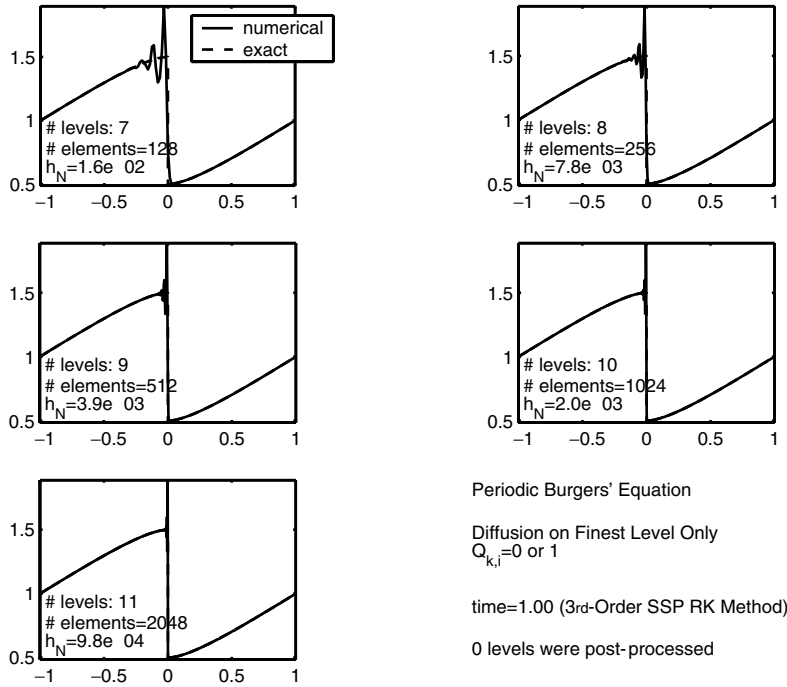 numerical
exact
1.5
1
0.5
−1 −0.5 0 0.5 1
# levels: 7
# elements=128
h_N=1.6e 02
1.5
1
0.5
−1 −0.5 0 0.5 1
# levels: 8
# elements=256
h_N=7.8e 03
1.5
1
0.5
−1 −0.5 0 0.5 1
# levels: 9
# elements=512
h_N=3.9e 03
1.5
1
0.5
−1 −0.5 0 0.5 1
# levels: 10
# elements=1024
h_N=2.0e 03
1.5
1
0.5
−1 −0.5 0 0.5 1
# levels: 11
# elements=2048
h_N=9.8e 04
Periodic Burgers' Equation
Diffusion on Finest Level Only
Q_k,i=0 or 1
time=1.00 (3rd-Order SSP RK Method)
0 levels were post-processed